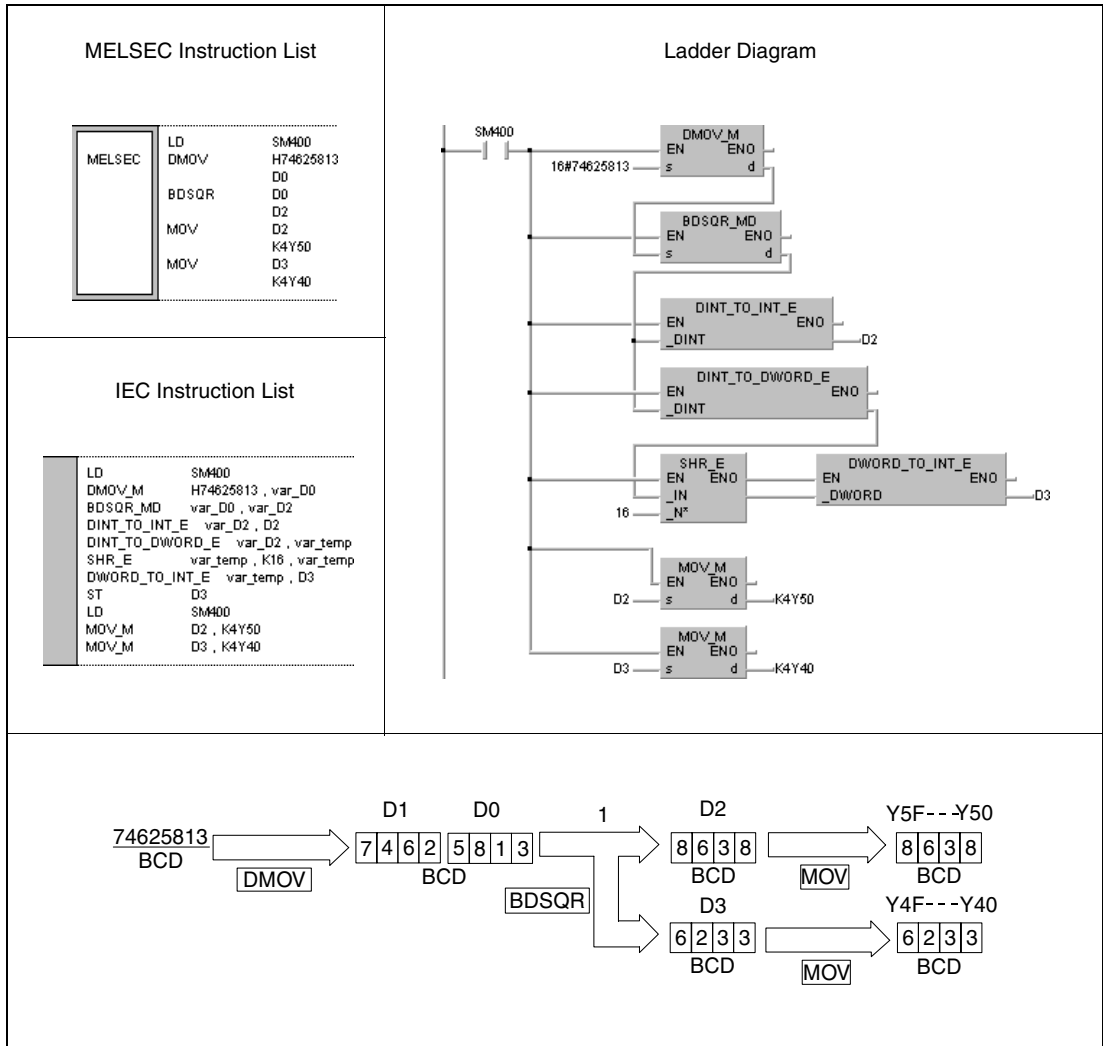 MELSEC Instruction List
MELSEC
LD SM400
DMOV H74625813
D0
BDSQR D0
D2
MOV D2
K4Y50
MOV D3
K4Y40
IEC Instruction List
LD SM400
DMOV_M H74625813 , var_D0
BDSQR_MD var_D0 , var_D2
DINT_TO_INT_E var_D2 , D2
DINT_TO_DWORD_E var_D2 , var_temp
SHR_E var_temp , K16 , var_temp
DWORD_TO_INT_E var_temp , D3
ST D3
LD SM400
MOV_M D2 , K4Y50
MOV_M D3 , K4Y40
Ladder Diagram
SM400
DMOV_M
EN ENO
16#74625813 s d
BDSQR_MD
EN ENO
s d
DINT_TO_INT_E
EN ENO
_DINT D2
DINT_TO_DWORD_E
EN ENO
_DINT
SHR_E DWORD_TO_INT_E
EN ENO EN ENO
_IN _DWORD D3
16 _N*
MOV_M
EN ENO
D2 s d K4Y50
MOV_M
EN ENO
D3 s d K4Y40
D1 D0 1 D2 Y5F---Y50
74625813 7 4 6 2 5 8 1 3 8 6 3 8 8 6 3 8
BCD DMOV BCD BDSQR BCD MOV BCD
D3 Y4F---Y40
6 2 3 3 6 2 3 3
BCD MOV BCD